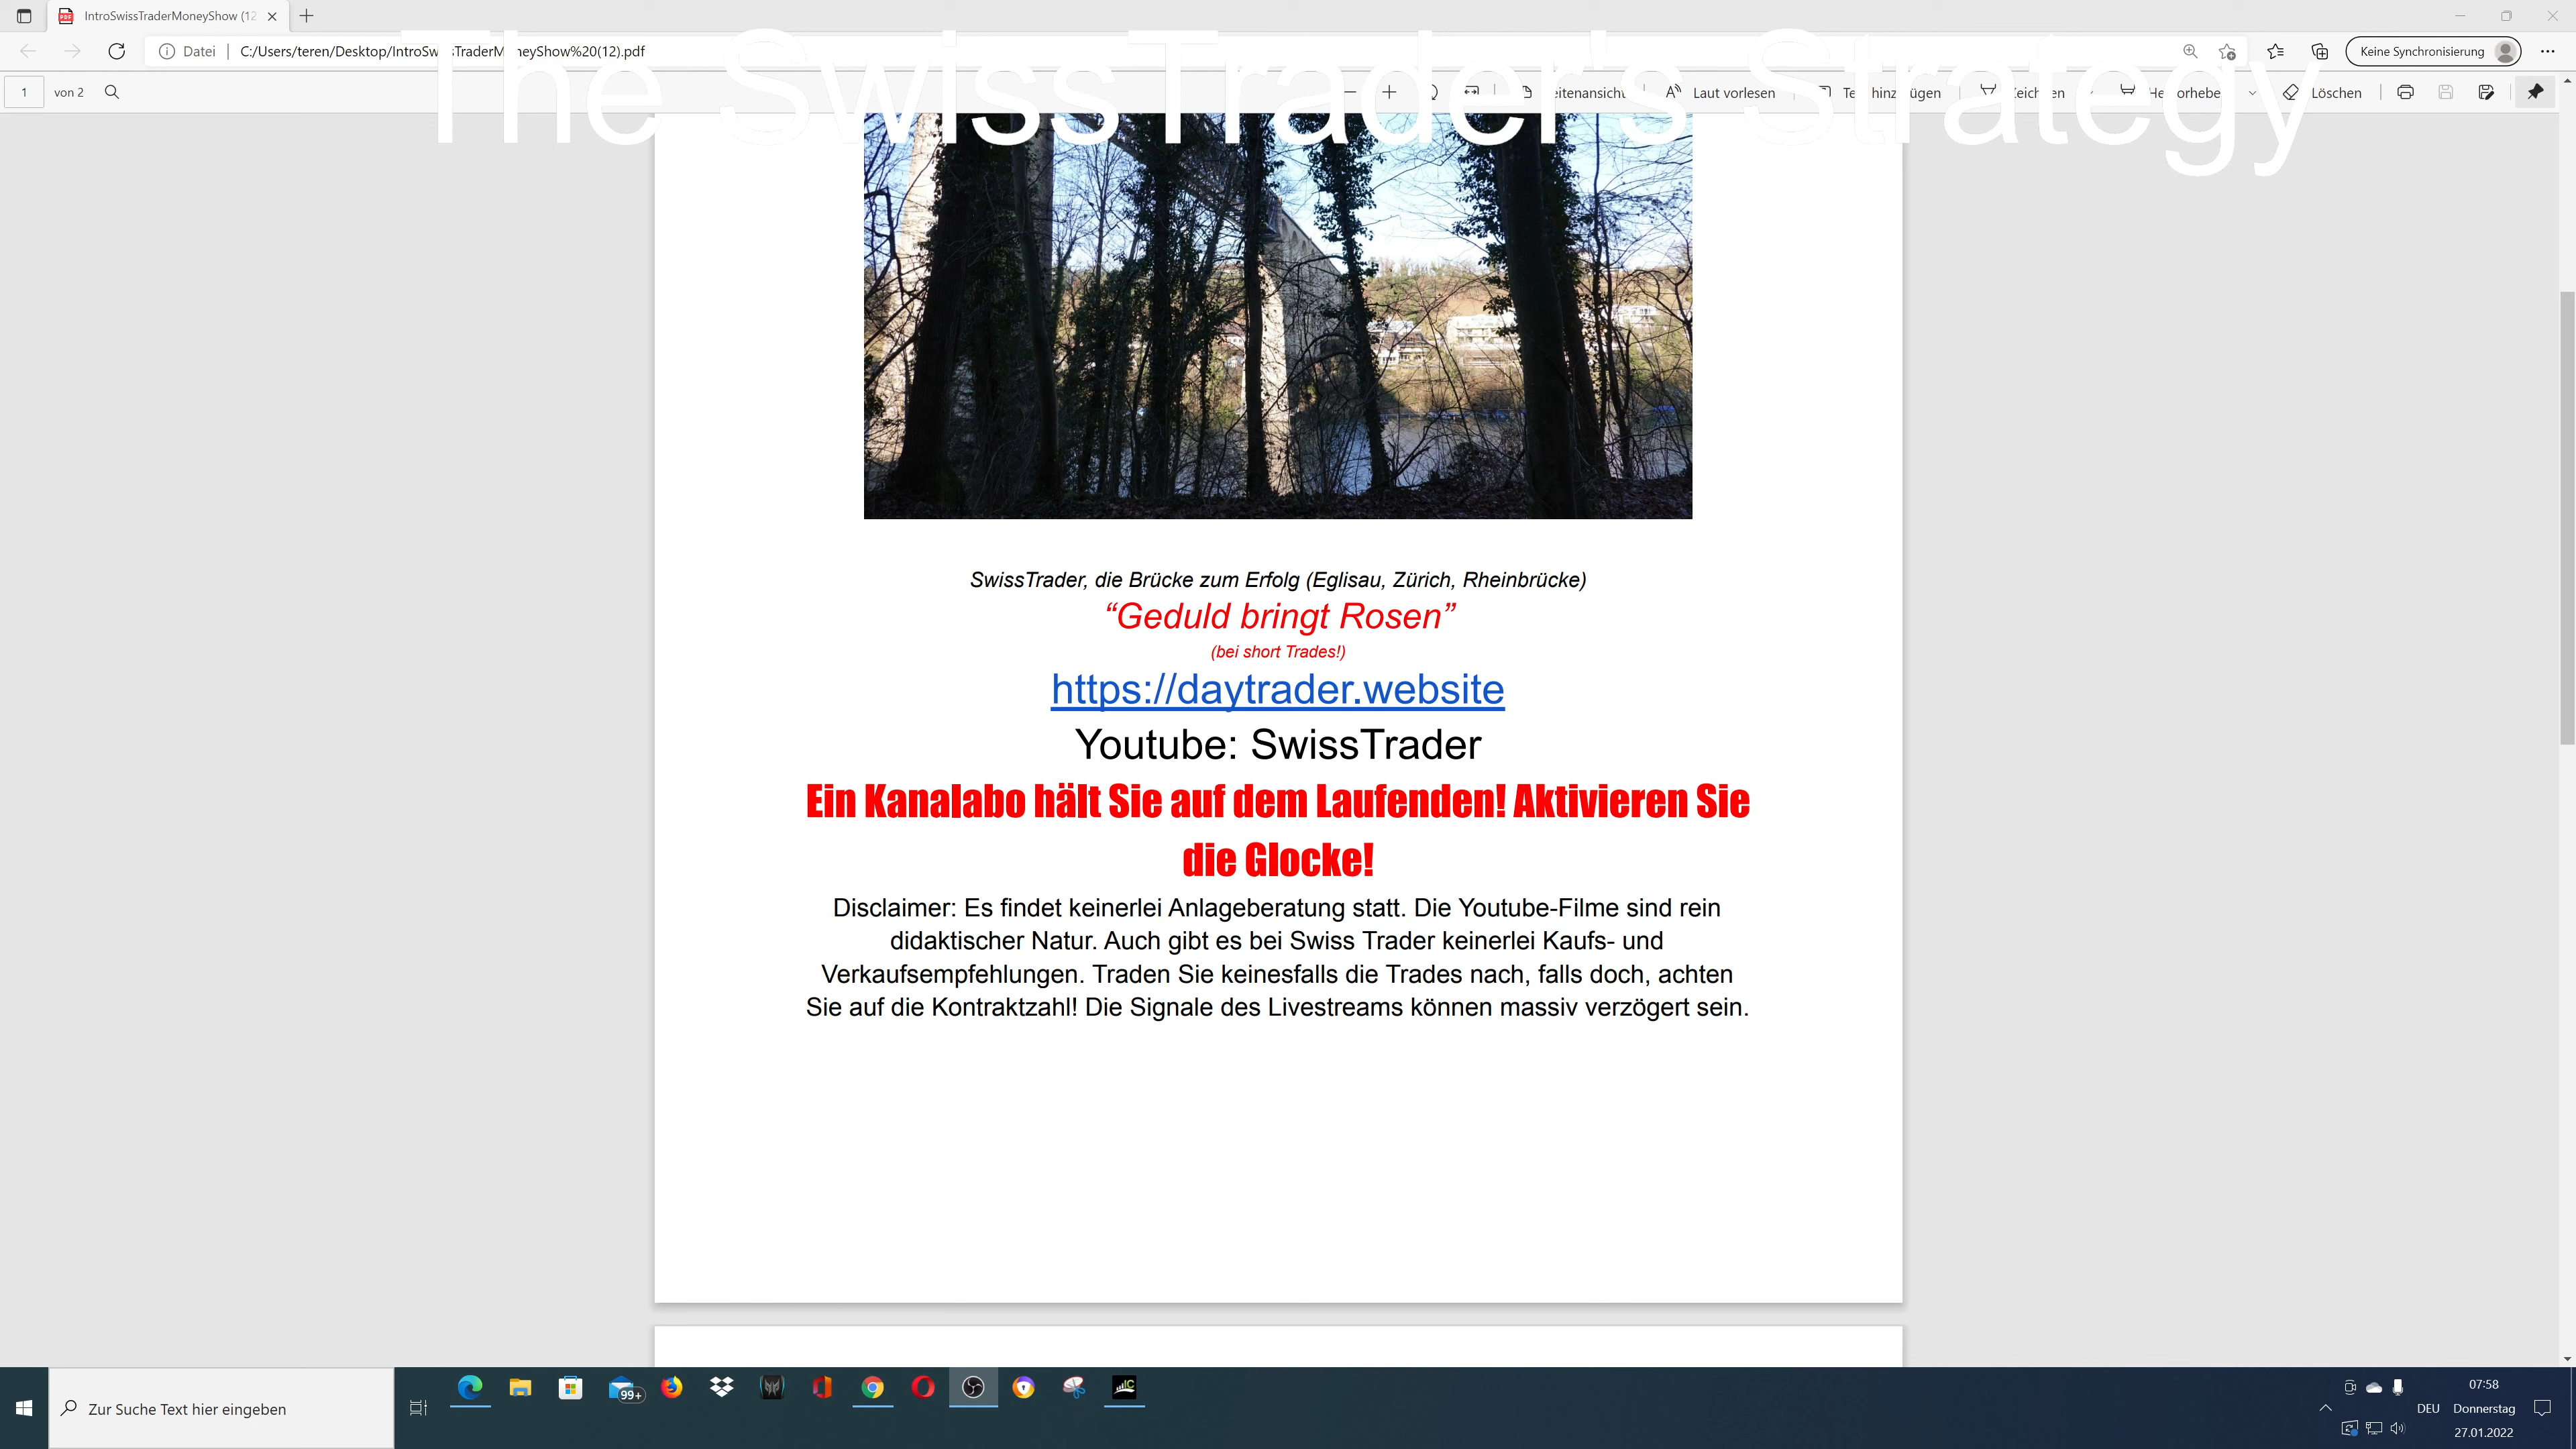 IntroSwissTraderMoneyShow (12
Datei
C:/Users/teren/Desktop/IntroSw TraderM neyShow%20(12).pdf
Keine Synchronisierung
The SwissTrader's Strategy
1 von 2
Laut vorlesen
Löschen
SwissTrader, die Brücke zum Erfolg (Eglisau, Zürich, Rheinbrücke)
“Geduld bringt Rosen”
(bei short Trades!)
https://daytrader.website
Youtube: SwissTrader
Ein Kanalabo hält Sie auf dem Laufenden! Aktivieren Sie
die Glocke!
Disclaimer: Es findet keinerlei Anlageberatung statt. Die Youtube-Filme sind rein
didaktischer Natur. Auch gibt es bei Swiss Trader keinerlei Kaufs- und
Verkaufsempfehlungen. Traden Sie keinesfalls die Trades nach, falls doch, achten
Sie auf die Kontraktzahl! Die Signale des Livestreams können massiv verzögert sein.
Zur Suche Text hier eingeben
99+
IC
07:58
DEU Donnerstag
27.01.2022